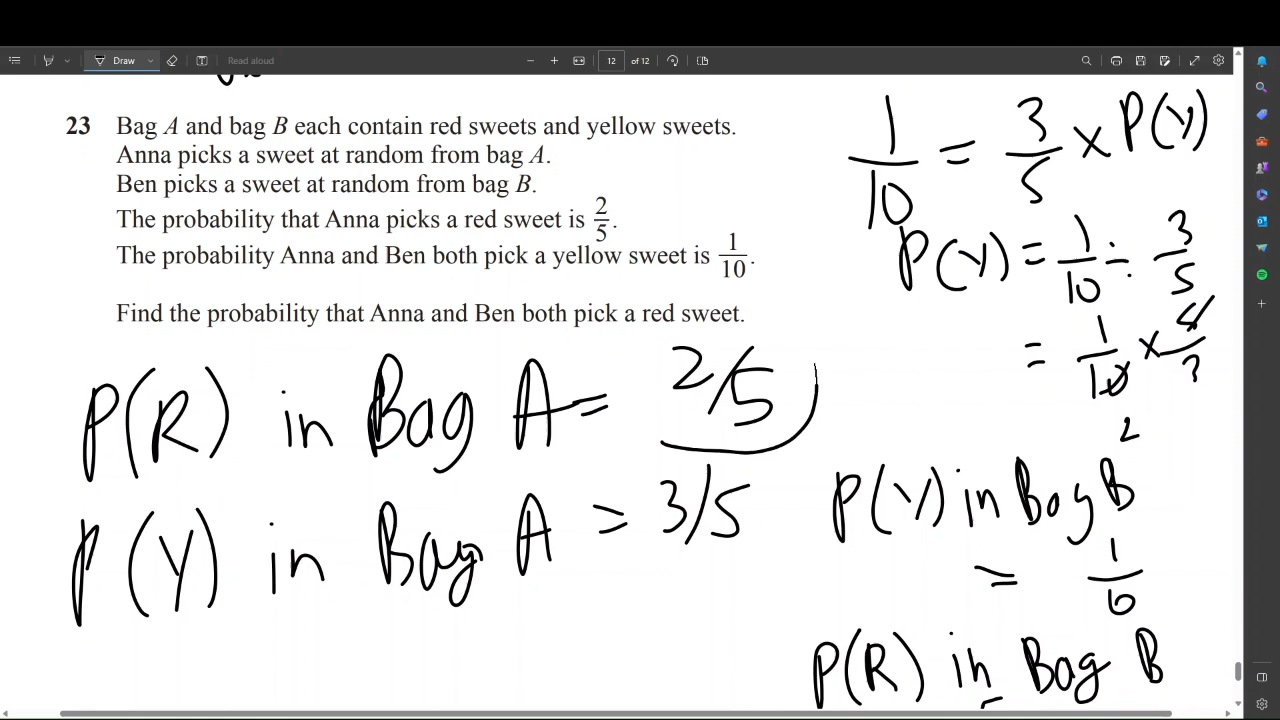 Draw
Read aloud
12 of 12
23 Bag A and bag B each contain red sweets and yellow sweets.
Anna picks a sweet at random from bag A.
Ben picks a sweet at random from bag B.
The probability that Anna picks a red sweet is 2/5.
The probability Anna and Ben both pick a yellow sweet is 1/10.
Find the probability that Anna and Ben both pick a red sweet.
P(R) in Bag A = 2/5
P(Y) in Bag A = 3/5
1/10 = 3/5 × P(Y)
P(Y) = 1/10 ÷ 3/5
= 1/10 × 5/3
2
P(Y) in Bag B
= 1/6
P(R) in Bag B